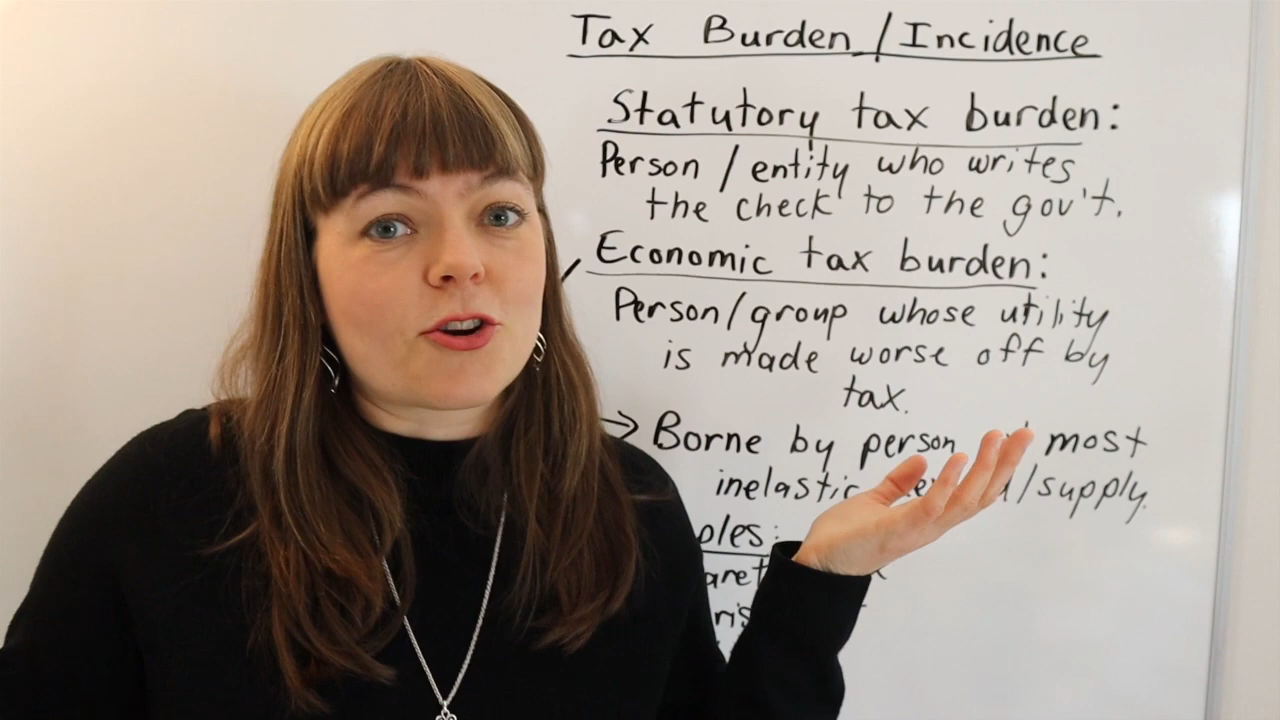 Tax Burden/Incidence
Statutory tax burden:
Person/entity who writes
the check to the gov't.
Economic tax burden:
Person/group whose utility
is made worse off by
tax.
→ Borne by person most
inelastic /supply.